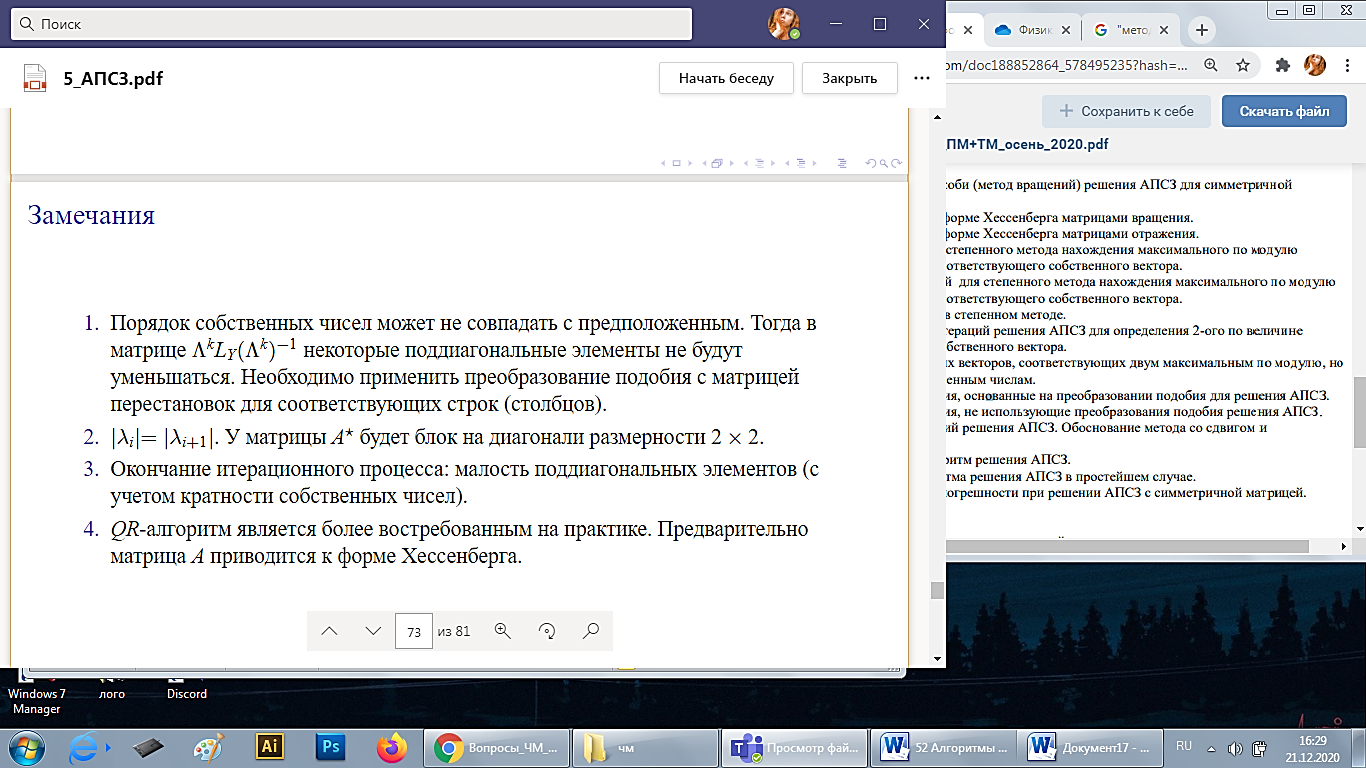 Поиск
5_АПСЗ.pdf
Начать беседу
Закрыть
Замечания
1. Порядок собственных чисел может не совпадать с предположенным. Тогда в
матрице Λ^k L_Y (Λ^k)^{-1} некоторые поддиагональные элементы не будут
уменьшаться. Необходимо применить преобразование подобия с матрицей
перестановок для соответствующих строк (столбцов).
2. |λ_i|= |λ_{i+1}|. У матрицы A* будет блок на диагонали размерности 2 × 2.
3. Окончание итерационного процесса: малость поддиагональных элементов (с
учетом кратности собственных чисел).
4. QR-алгоритм является более востребованным на практике. Предварительно
матрица A приводится к форме Хессенберга.
73 из 81
Физик
"мето
om/doc188852864_578495235?hash=...
Сохранить к себе
Скачать файл
ПМ+ТМ_осень_2020.pdf
коби (метод вращений) решения АПСЗ для симметричной
форме Хессенберга матрицами вращения.
форме Хессенберга матрицами отражения.
степенного метода нахождения максимального по модулю
ответствующего собственного вектора.
й для степенного метода нахождения максимального по модулю
ответствующего собственного вектора.
в степенном методе.
тераций решения АПСЗ для определения 2-ого по величине
бственного вектора.
х векторов, соответствующих двум максимальным по модулю, но
енным числам.
ия, основанные на преобразовании подобия для решения АПСЗ.
ия, не использующие преобразования подобия решения АПСЗ.
ий решения АПСЗ. Обоснование метода со сдвигом и
ритм решения АПСЗ.
тма решения АПСЗ в простейшем случае.
погрешности при решении АПСЗ с симметричной матрицей.
Windows 7
Manager
лого
Discord
Ai
Ps
Вопросы_ЧМ_...
чм
Просмотр фай...
52 Алгоритмы ...
Документ17 - ...
RU
16:29
21.12.2020